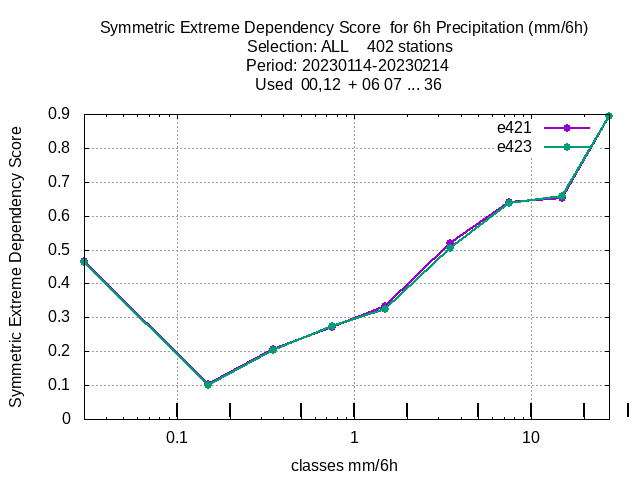 Symmetric Extreme Dependency Score  for 6h Precipitation (mm/6h)
Selection: ALL    402 stations
Period: 20230114-20230214
Used  00,12  + 06 07 ... 36
e421
e423
Symmetric Extreme Dependency Score
0.9
0.8
0.7
0.6
0.5
0.4
0.3
0.2
0.1
0
0.1
1
10
classes mm/6h